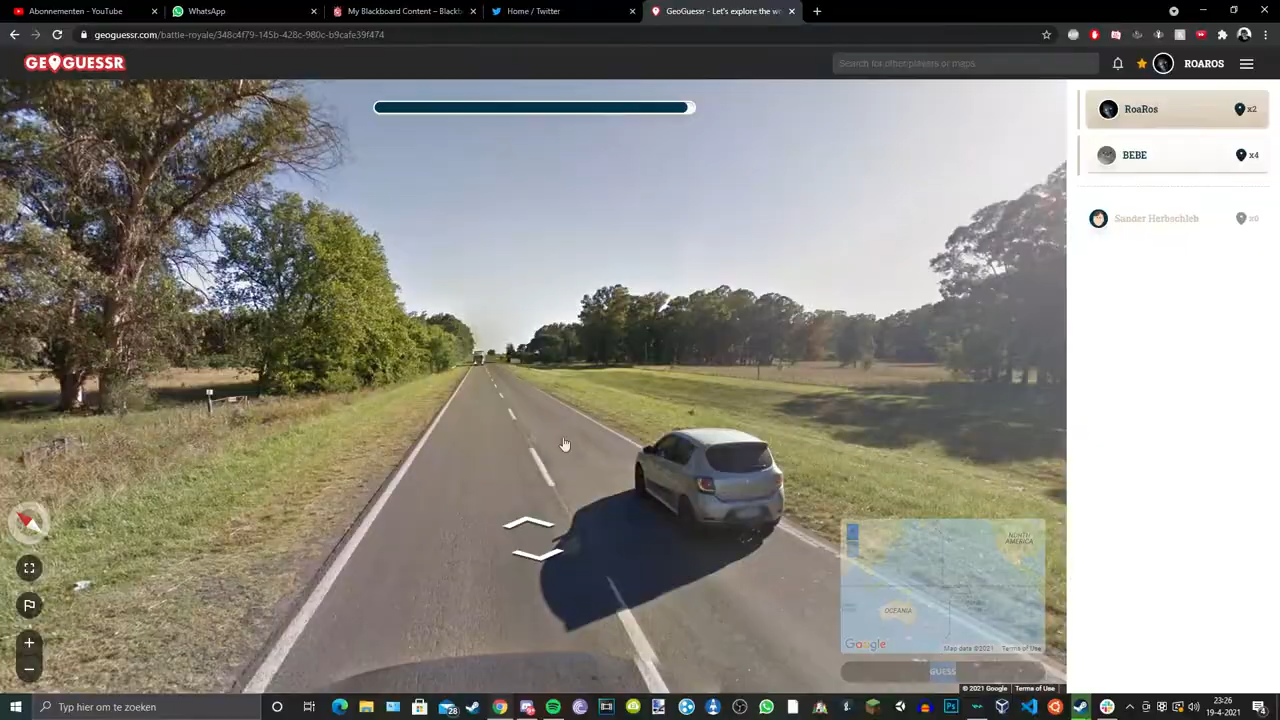 Abonnementen - YouTube
WhatsApp
My Blackboard Content – Blackb
Home / Twitter
GeoGuessr - Let's explore the wo
geoguessr.com/battle-royale/348c4f79-145b-428c-980c-b9cafe39f474
GEOGUESSR
Search for other players or maps.
ROAROS
RoaRos
x2
BEBE
x4
Sander Herbschleb
x0
NORTH
AMERICA
OCEANIA
Google
Map data ©2021
Terms of Use
GUESS
© 2021 Google
Terms of Use
Typ hier om te zoeken
28
23:26
19-4-2021